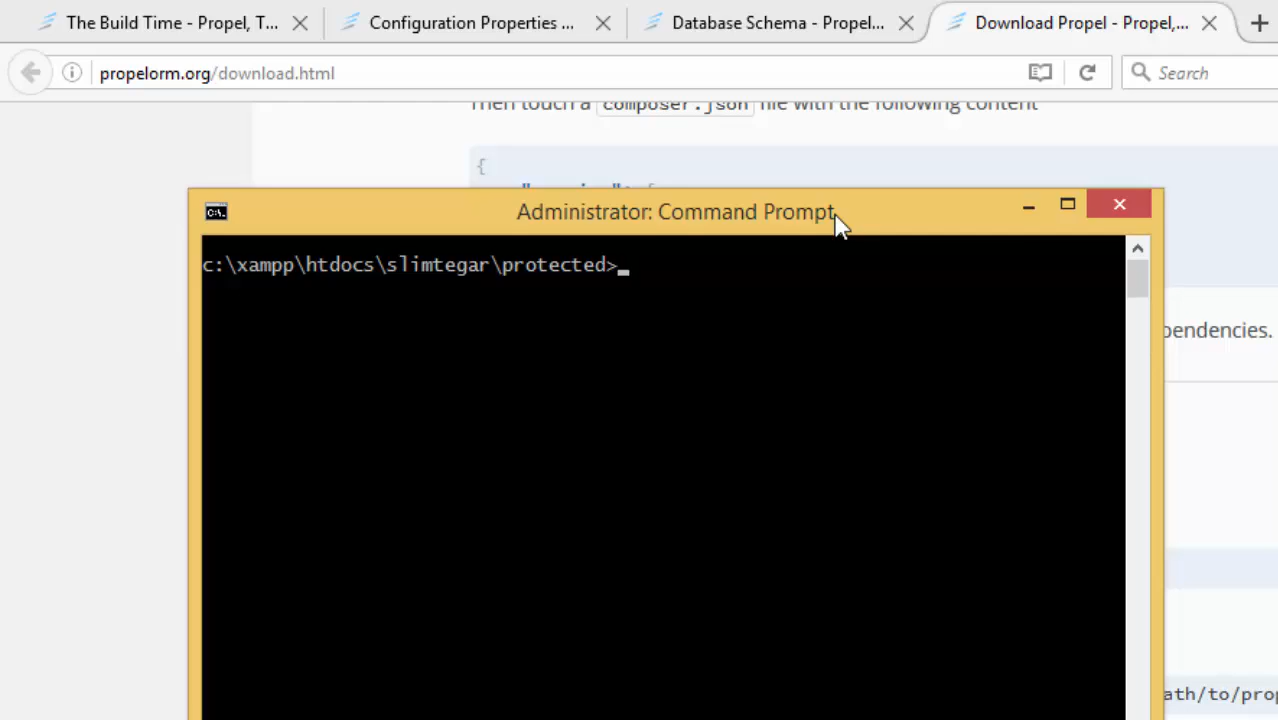 The Build Time - Propel, T...
Configuration Properties ...
Database Schema - Propel...
Download Propel - Propel,...
propelorm.org/download.html
Search
Then touch a composer.json file with the following content
{
Administrator: Command Prompt
C:\.
c:\xampp\htdocs\slimtegar\protected>
pendencies.
ath/to/prop